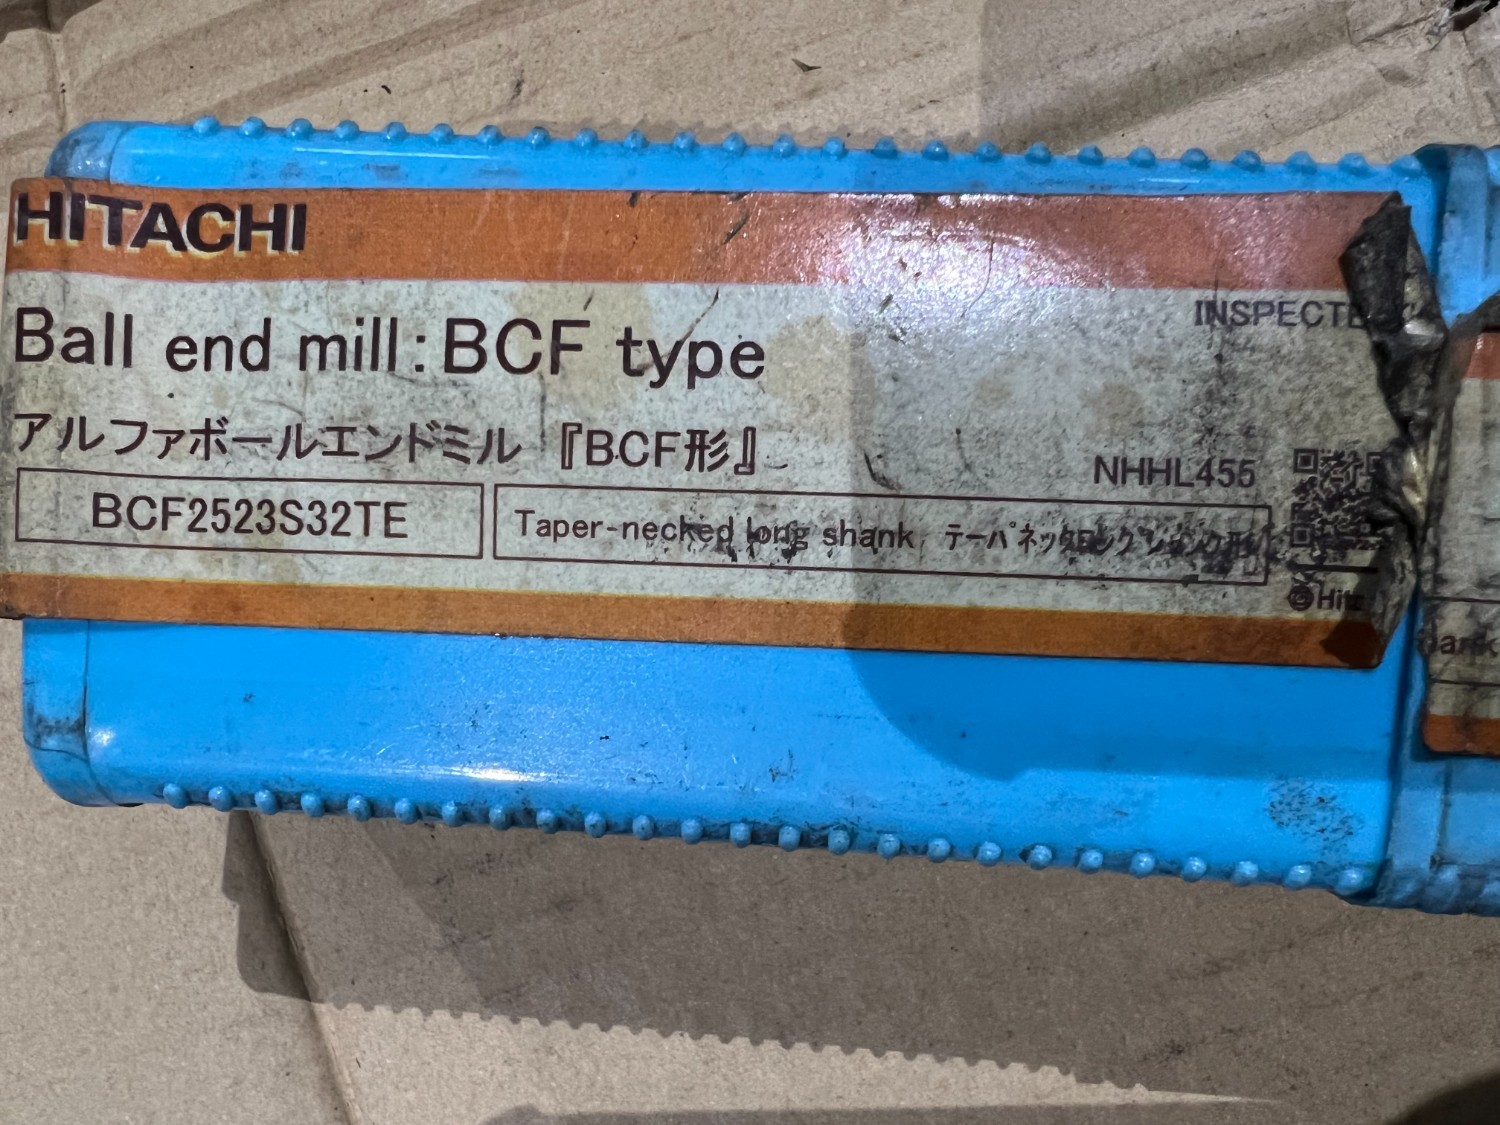 HITACHI
INSPECTE
Ball end mill: BCF type
アルファボールエンドミル 『BCF形』
NHHL455
BCF2523S32TE
Taper-necked long shank テーパネックロングシャンク形
©Hita